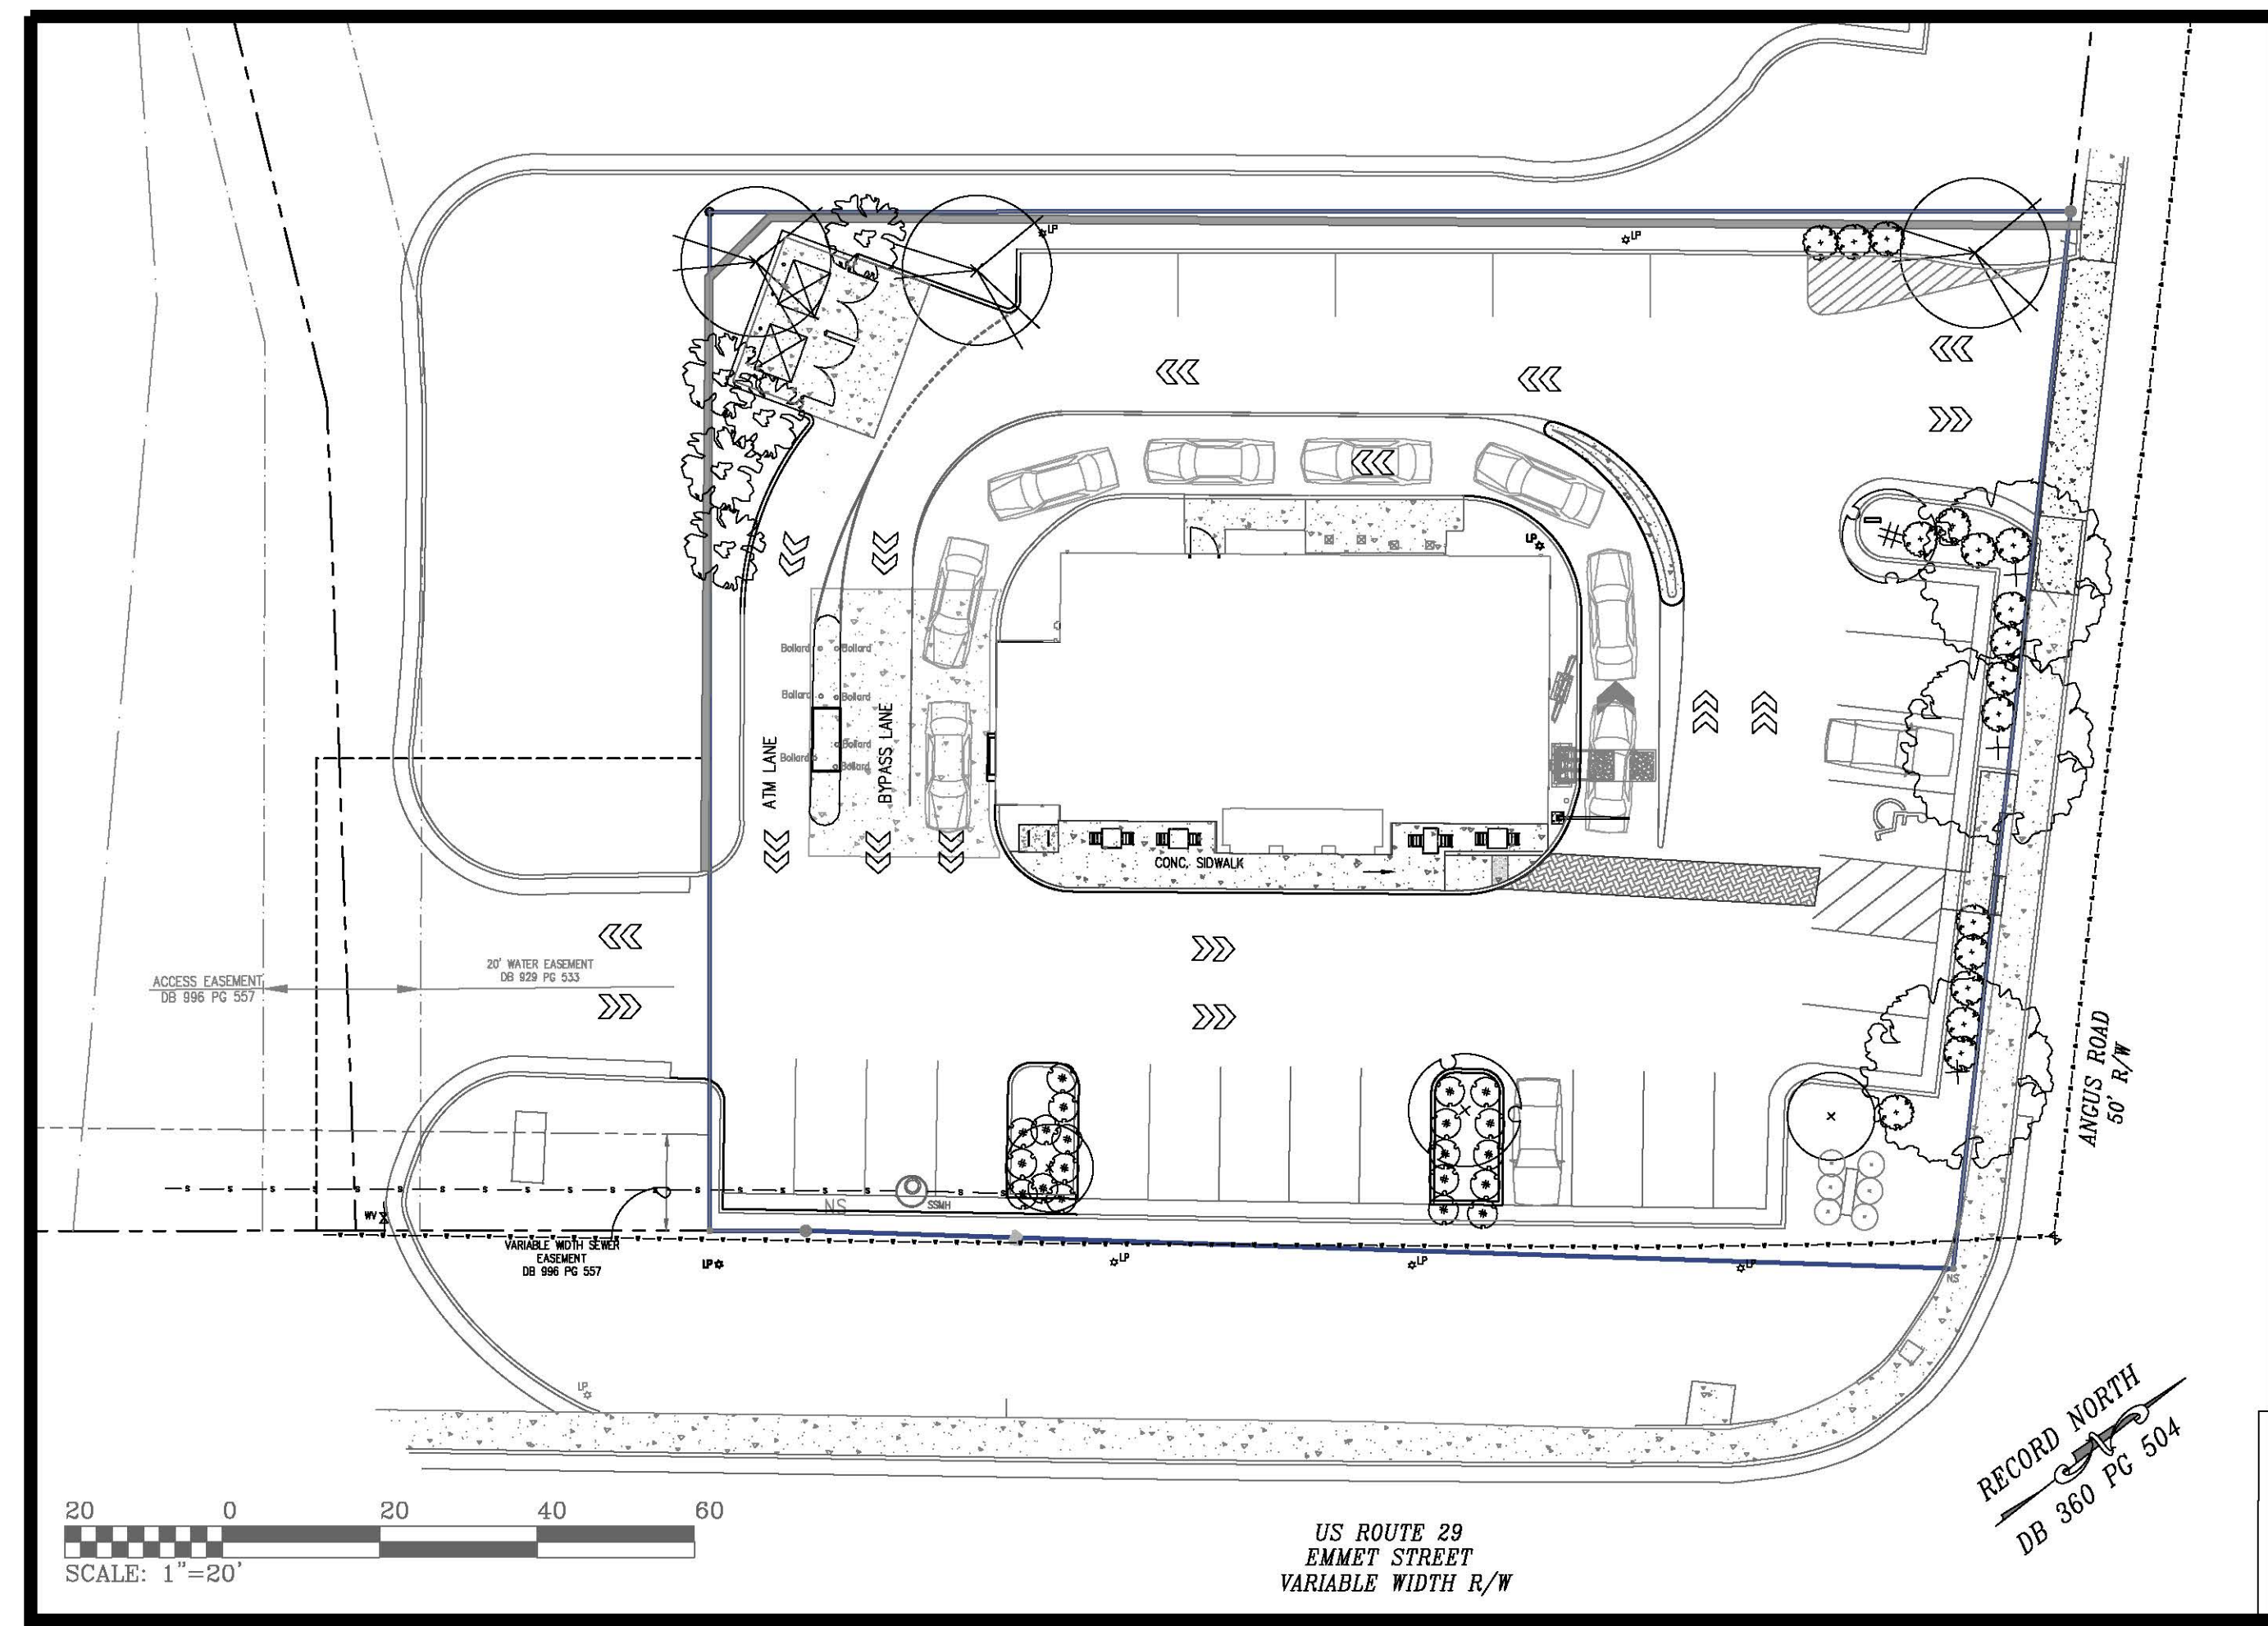 LP
LP
LP
Bollard
Bollard
Bollard
Bollard
Bollard
Bollard
Bollard
ATM LANE
BYPASS LANE
CONC. SIDWALK
ACCESS EASEMENT
DB 996 PG 557
20' WATER EASEMENT
DB 929 PG 533
ANGUS ROAD
50' R/W
S S S S S S S S S S S S S S S S S S
NS
SSMH
WV
VARIABLE WIDTH SEWER
EASEMENT
DB 996 PG 557
LP
LP
LP
LP
NS
LP
RECORD NORTH
DB 360 PG 504
20 0 20 40 60
SCALE: 1"=20'
US ROUTE 29
EMMET STREET
VARIABLE WIDTH R/W